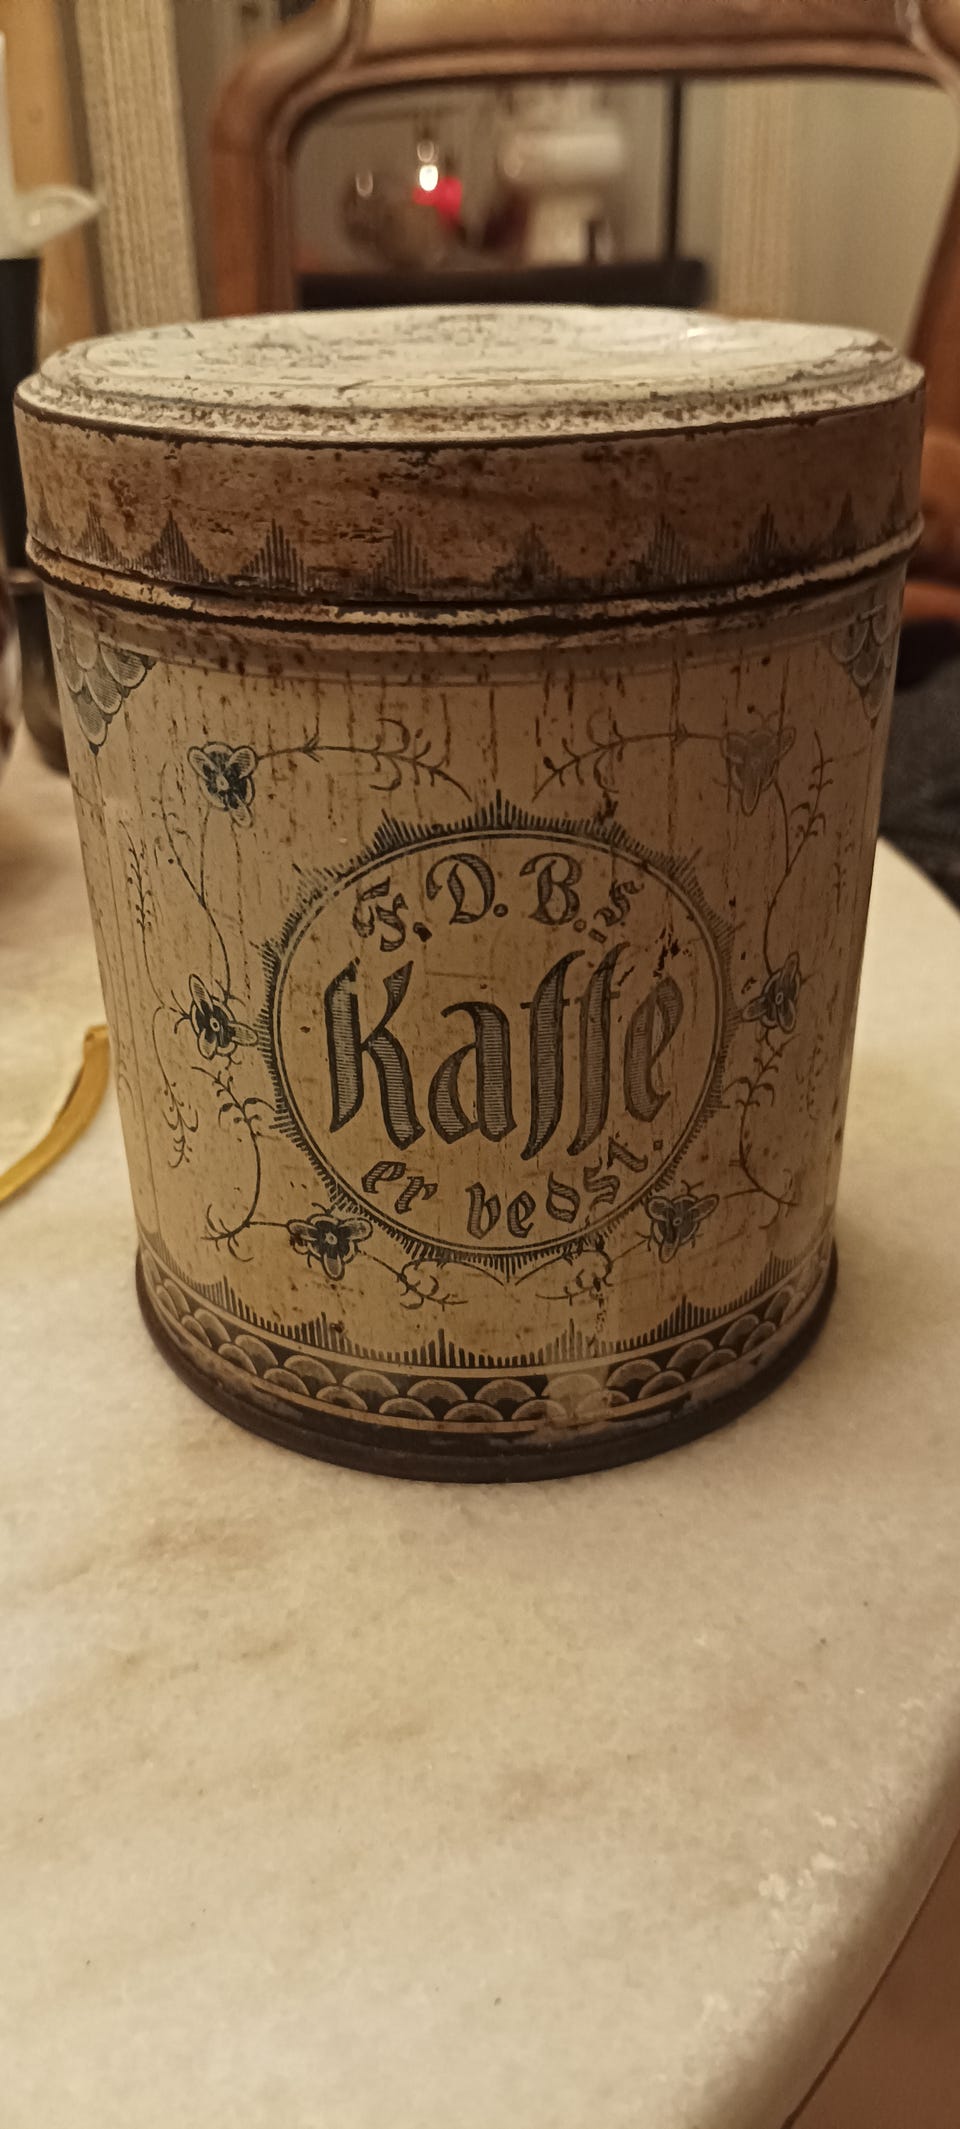 F. D. B.s
Kaffe
er bedst.